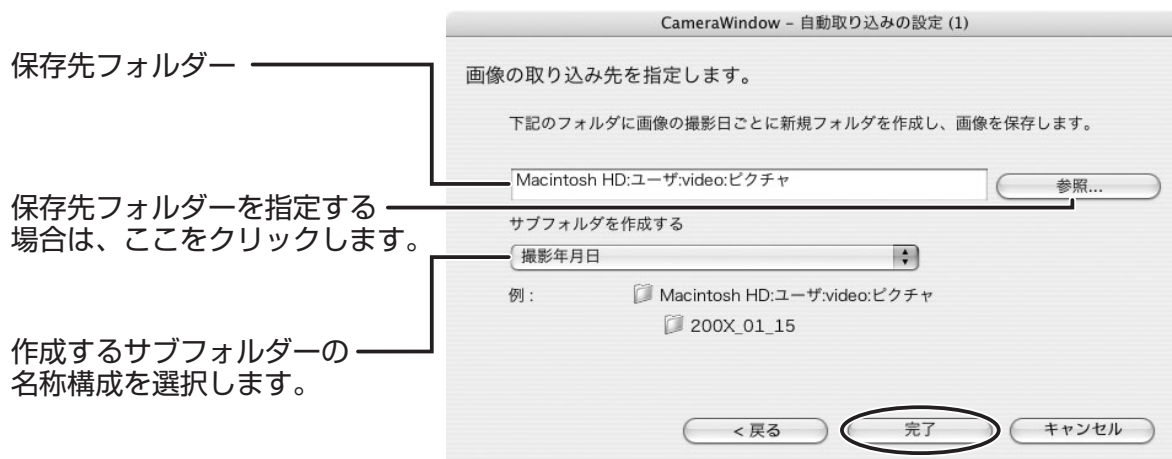 CameraWindow – 自動取り込みの設定 (1)
保存先フォルダー
画像の取り込み先を指定します。
下記のフォルダに画像の撮影日ごとに新規フォルダを作成し、画像を保存します。
Macintosh HD:ユーザ:video:ピクチャ
参照...
保存先フォルダーを指定する
場合は、ここをクリックします。
サブフォルダを作成する
撮影年月日
例：
Macintosh HD:ユーザ:video:ピクチャ
200X_01_15
作成するサブフォルダーの
名称構成を選択します。
< 戻る
完了
キャンセル